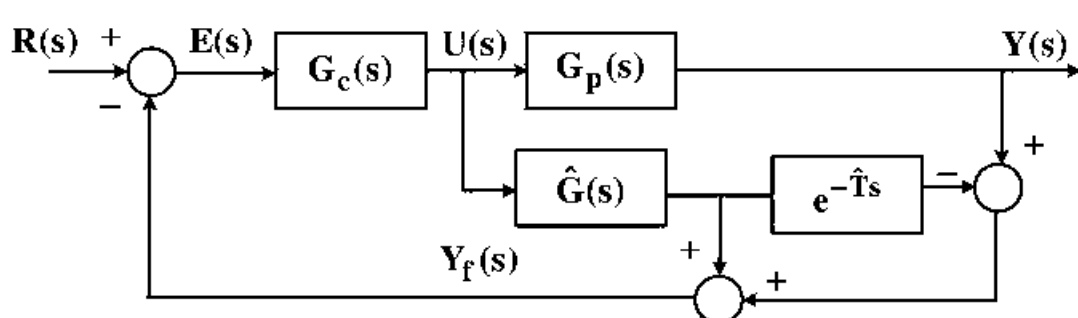 R(s) + E(s) G_c(s) U(s) G_p(s) Y(s)
−
+
Ĝ(s) e^{−T̂s} −
Y_f(s) + +